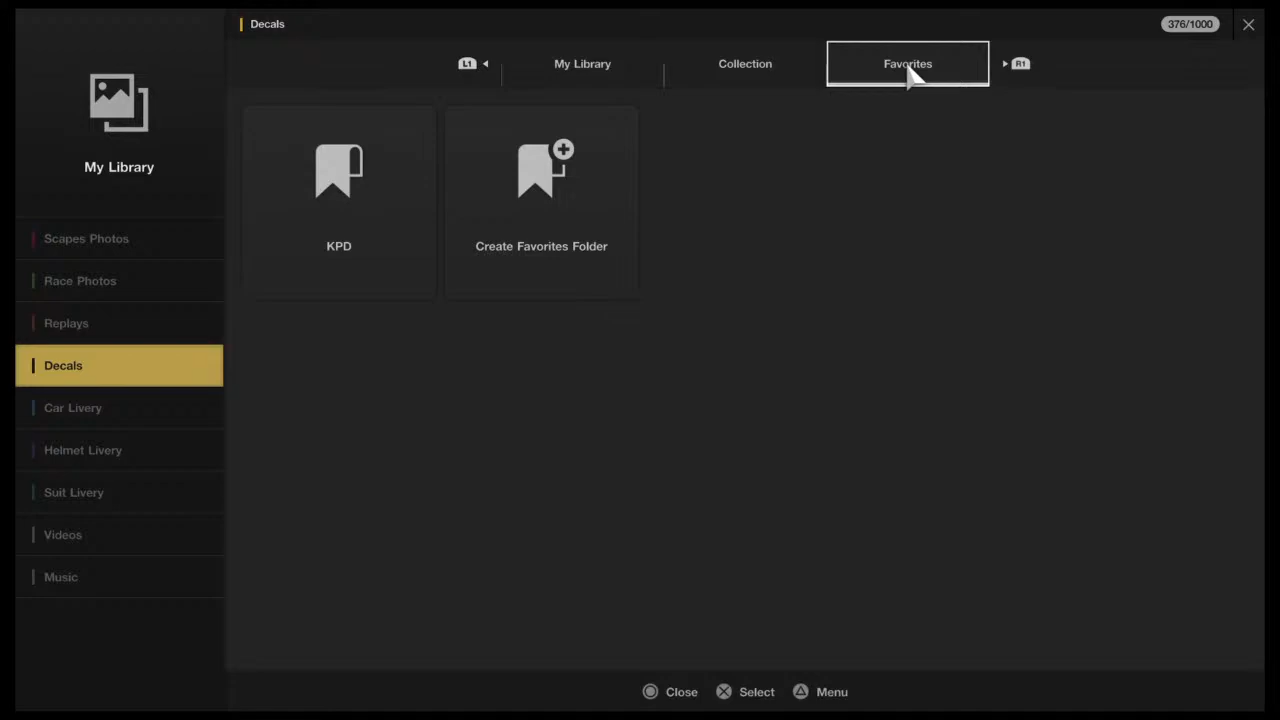 Decals
376/1000
L1
My Library
Collection
Favorites
R1
My Library
KPD
Create Favorites Folder
Scapes Photos
Race Photos
Replays
Decals
Car Livery
Helmet Livery
Suit Livery
Videos
Music
Close
Select
Menu